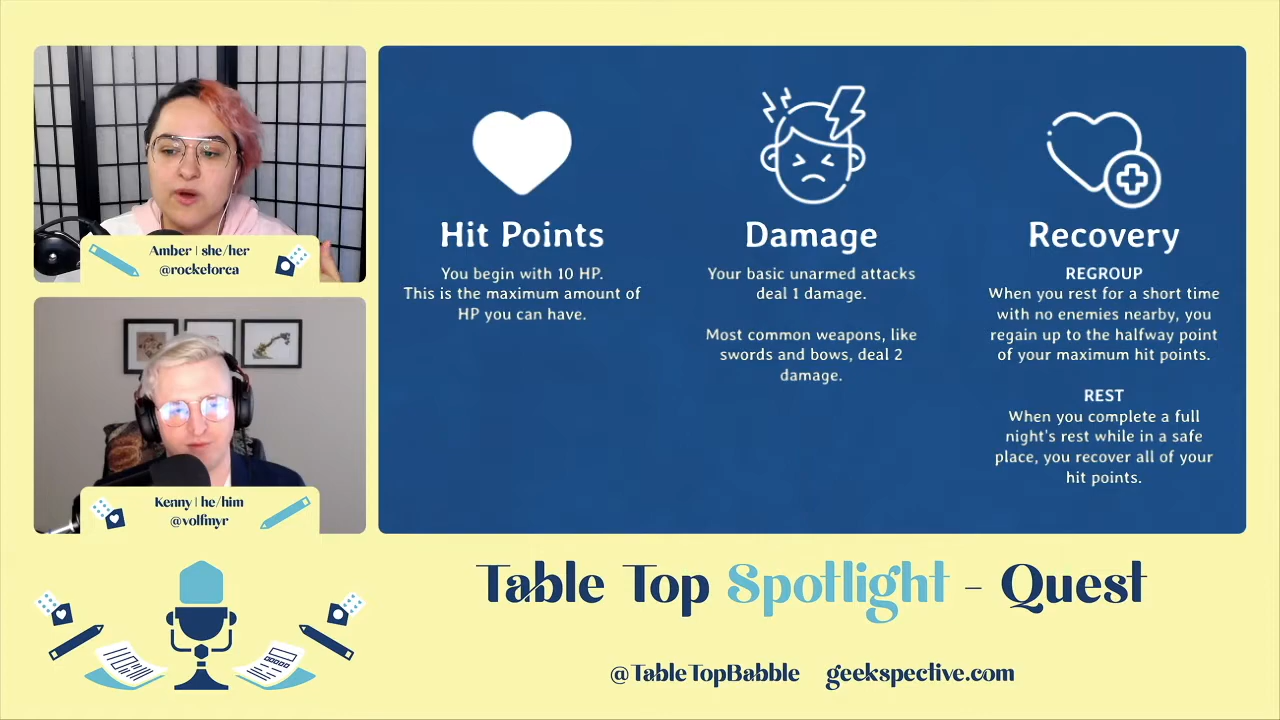 Amber | she/her
@rockelorca
Kenny | he/him
@volfmyr
Hit Points
You begin with 10 HP.
This is the maximum amount of
HP you can have.
Damage
Your basic unarmed attacks
deal 1 damage.
Most common weapons, like
swords and bows, deal 2
damage.
Recovery
REGROUP
When you rest for a short time
with no enemies nearby, you
regain up to the halfway point
of your maximum hit points.
REST
When you complete a full
night's rest while in a safe
place, you recover all of your
hit points.
Table Top Spotlight - Quest
@TableTopBabble geekspective.com